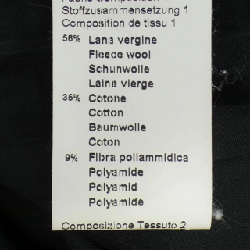 Stoffzusammensetzung 1
Composition de tissu 1
56% Lana vergine
Fleece wool
Schurwolle
Laine vierge
35% Cotone
Cotton
Baumwolle
Coton
9% Fibra poliammidica
Polyamide
Polyamid
Polyamide
Composizione Tessuto 2